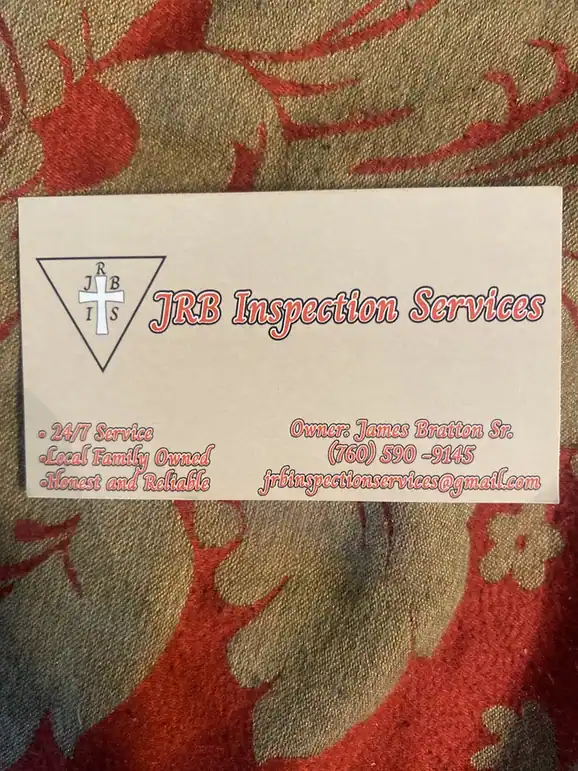 R
J B
I S
JRB Inspection Services
• 24/7 Service
•Local Family Owned
•Honest and Reliable
Owner: James Bratton Sr.
(760) 590 -9145
jrbinspectionservices@gmail.com